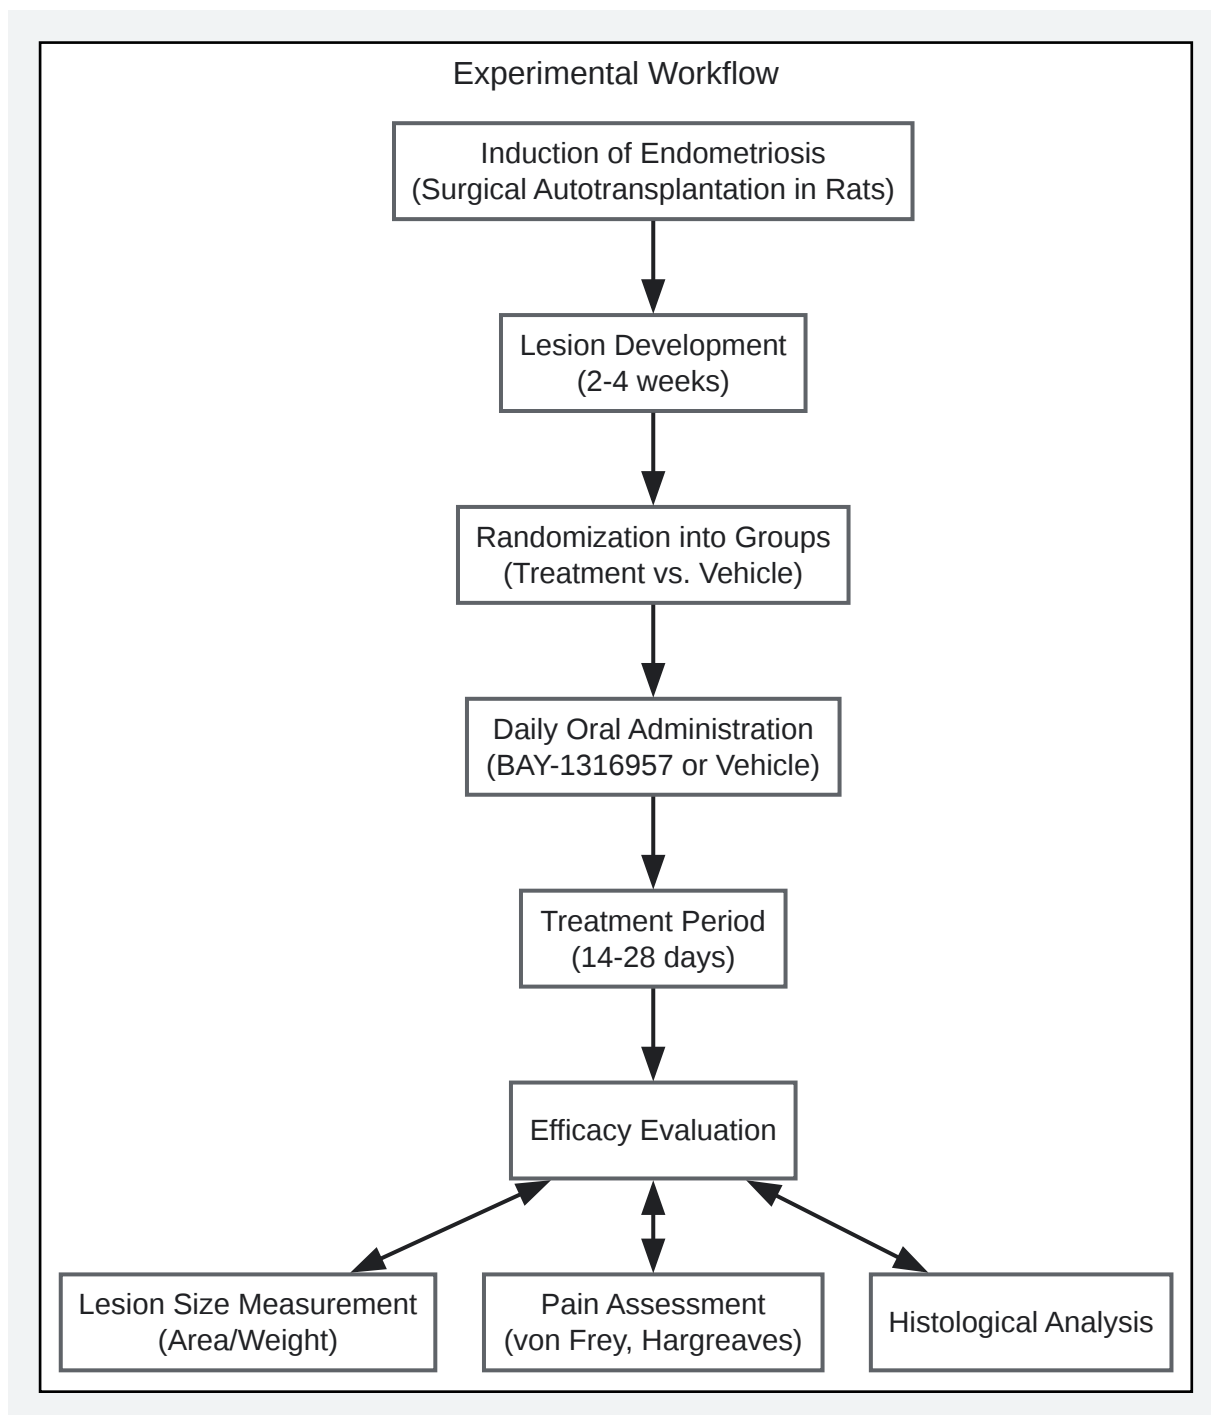 Experimental Workflow
Induction of Endometriosis
(Surgical Autotransplantation in Rats)
Lesion Development
(2-4 weeks)
Randomization into Groups
(Treatment vs. Vehicle)
Daily Oral Administration
(BAY-1316957 or Vehicle)
Treatment Period
(14-28 days)
Efficacy Evaluation
Lesion Size Measurement
(Area/Weight)
Pain Assessment
(von Frey, Hargreaves)
Histological Analysis